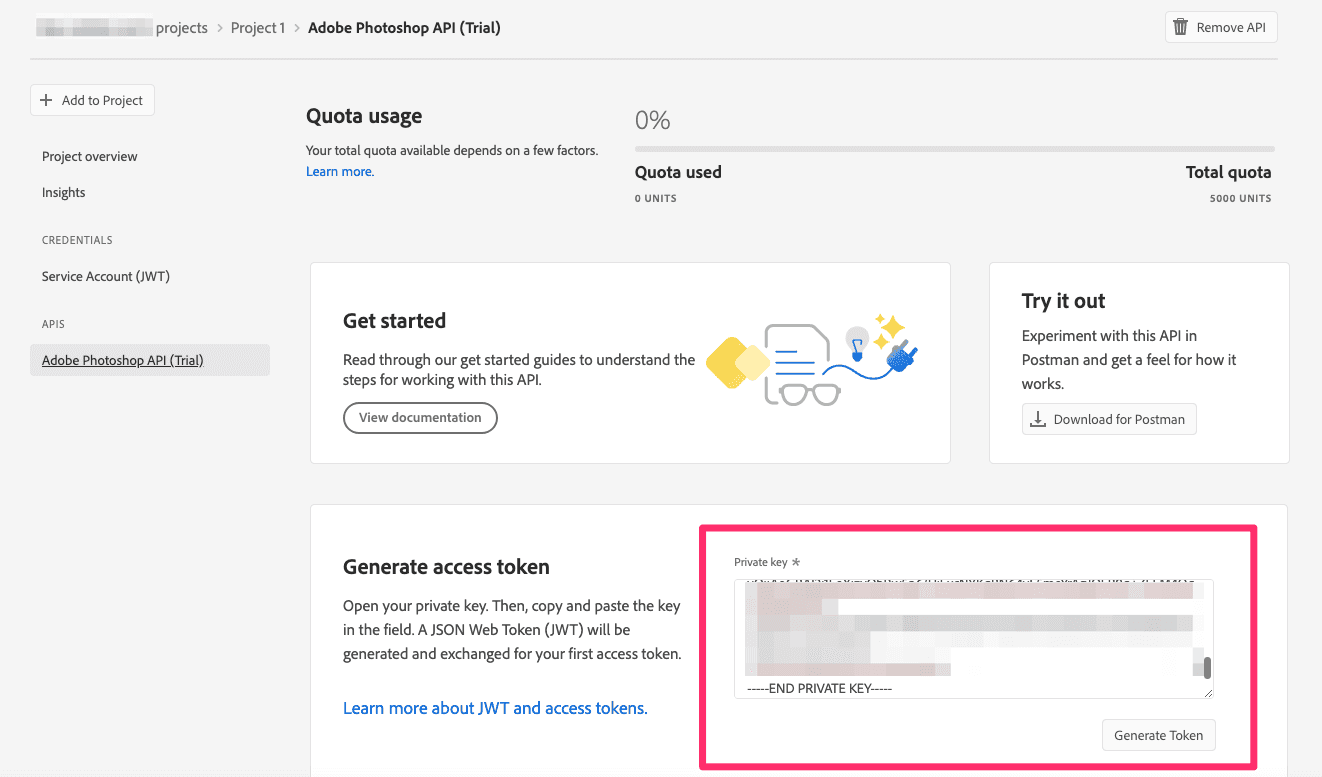 projects > Project 1 > Adobe Photoshop API (Trial)
Remove API
+ Add to Project
Project overview
Insights
CREDENTIALS
Service Account (JWT)
APIS
Adobe Photoshop API (Trial)
Quota usage
Your total quota available depends on a few factors.
Learn more.
0%
Quota used
Total quota
0 UNITS
5000 UNITS
Get started
Read through our get started guides to understand the
steps for working with this API.
View documentation
Try it out
Experiment with this API in
Postman and get a feel for how it
works.
Download for Postman
Generate access token
Open your private key. Then, copy and paste the key
in the field. A JSON Web Token (JWT) will be
generated and exchanged for your first access token.
Learn more about JWT and access tokens.
Private key *
-----END PRIVATE KEY-----
Generate Token